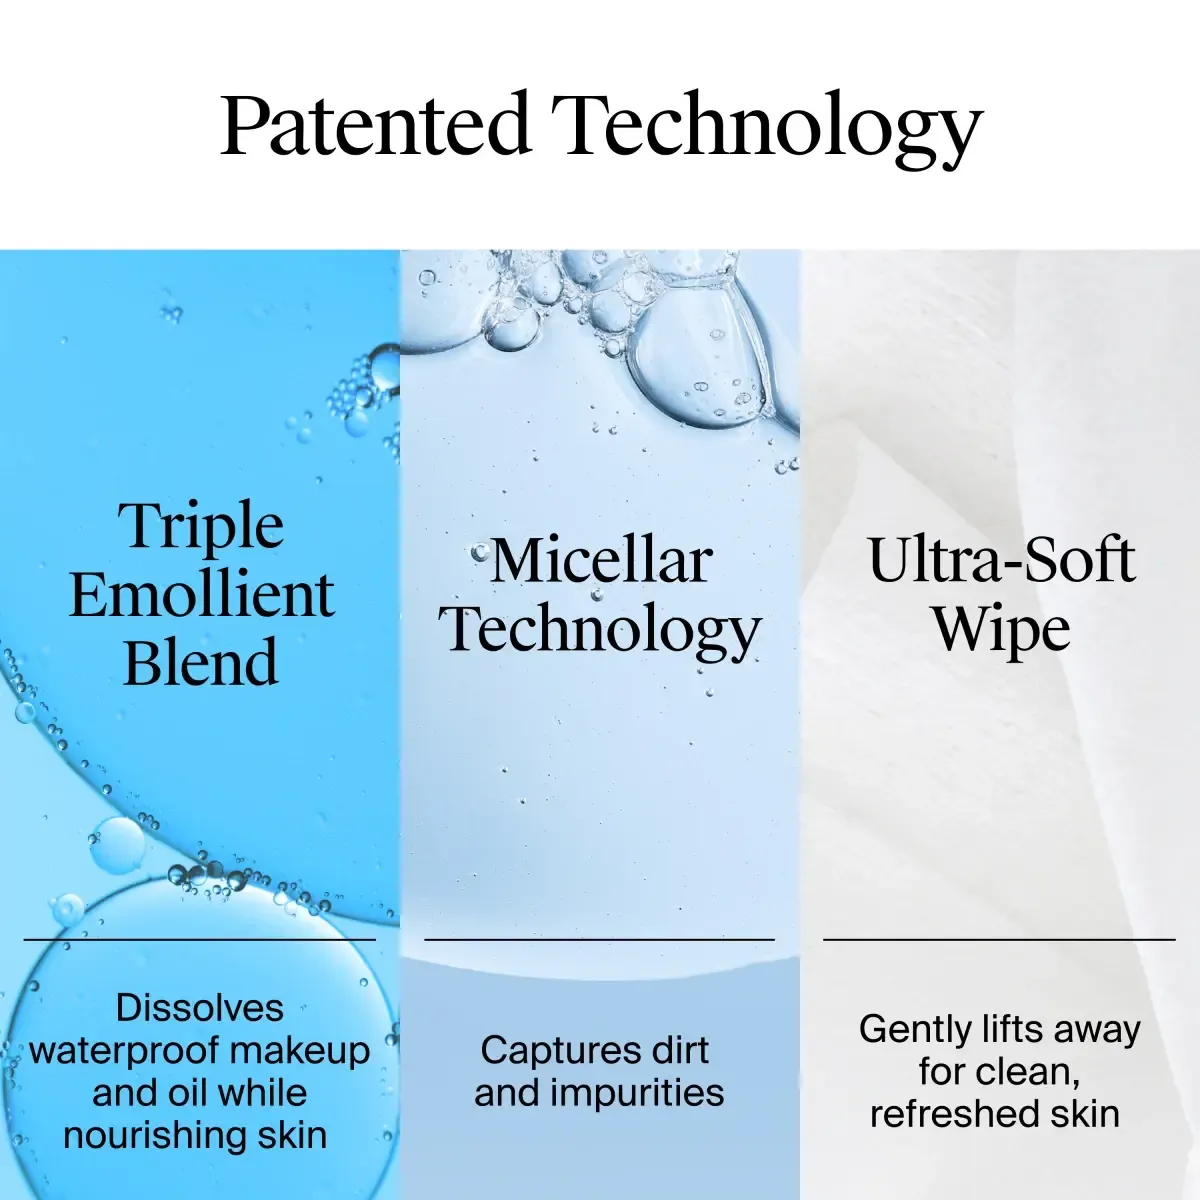 Patented Technology
Triple
Emollient
Blend
Dissolves
waterproof makeup
and oil while
nourishing skin
Micellar
Technology
Captures dirt
and impurities
Ultra-Soft
Wipe
Gently lifts away
for clean,
refreshed skin